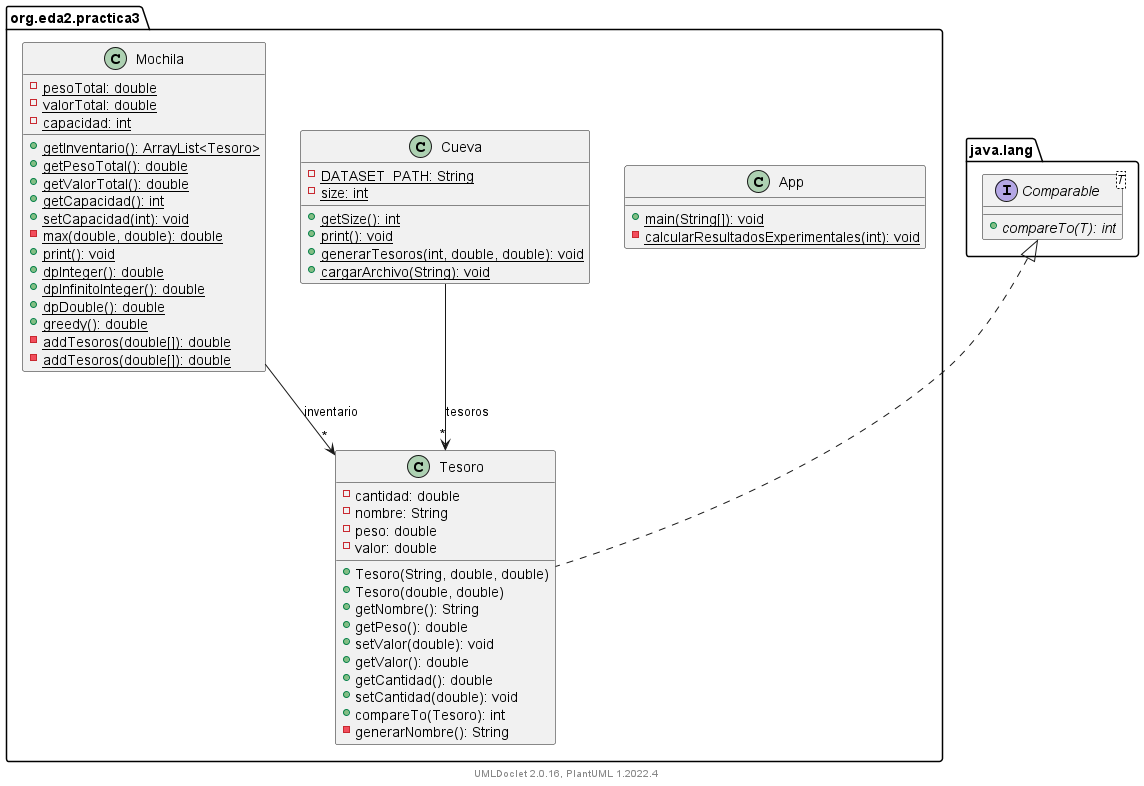 org.eda2.practica3
C Mochila
pesoTotal: double
valorTotal: double
capacidad: int
getInventario(): ArrayList<Tesoro>
getPesoTotal(): double
getValorTotal(): double
getCapacidad(): int
setCapacidad(int): void
max(double, double): double
print(): void
dpInteger(): double
dpInfinitoInteger(): double
dpDouble(): double
greedy(): double
addTesoros(double[]): double
addTesoros(double[]): double
C Cueva
DATASET_PATH: String
size: int
getSize(): int
print(): void
generarTesoros(int, double, double): void
cargarArchivo(String): void
C App
main(String[]): void
calcularResultadosExperimentales(int): void
java.lang
I Comparable
T
compareTo(T): int
inventario
*
tesoros
*
C Tesoro
cantidad: double
nombre: String
peso: double
valor: double
Tesoro(String, double, double)
Tesoro(double, double)
getNombre(): String
getPeso(): double
setValor(double): void
getValor(): double
getCantidad(): double
setCantidad(double): void
compareTo(Tesoro): int
generarNombre(): String
UMLDoclet 2.0.16, PlantUML 1.2022.4